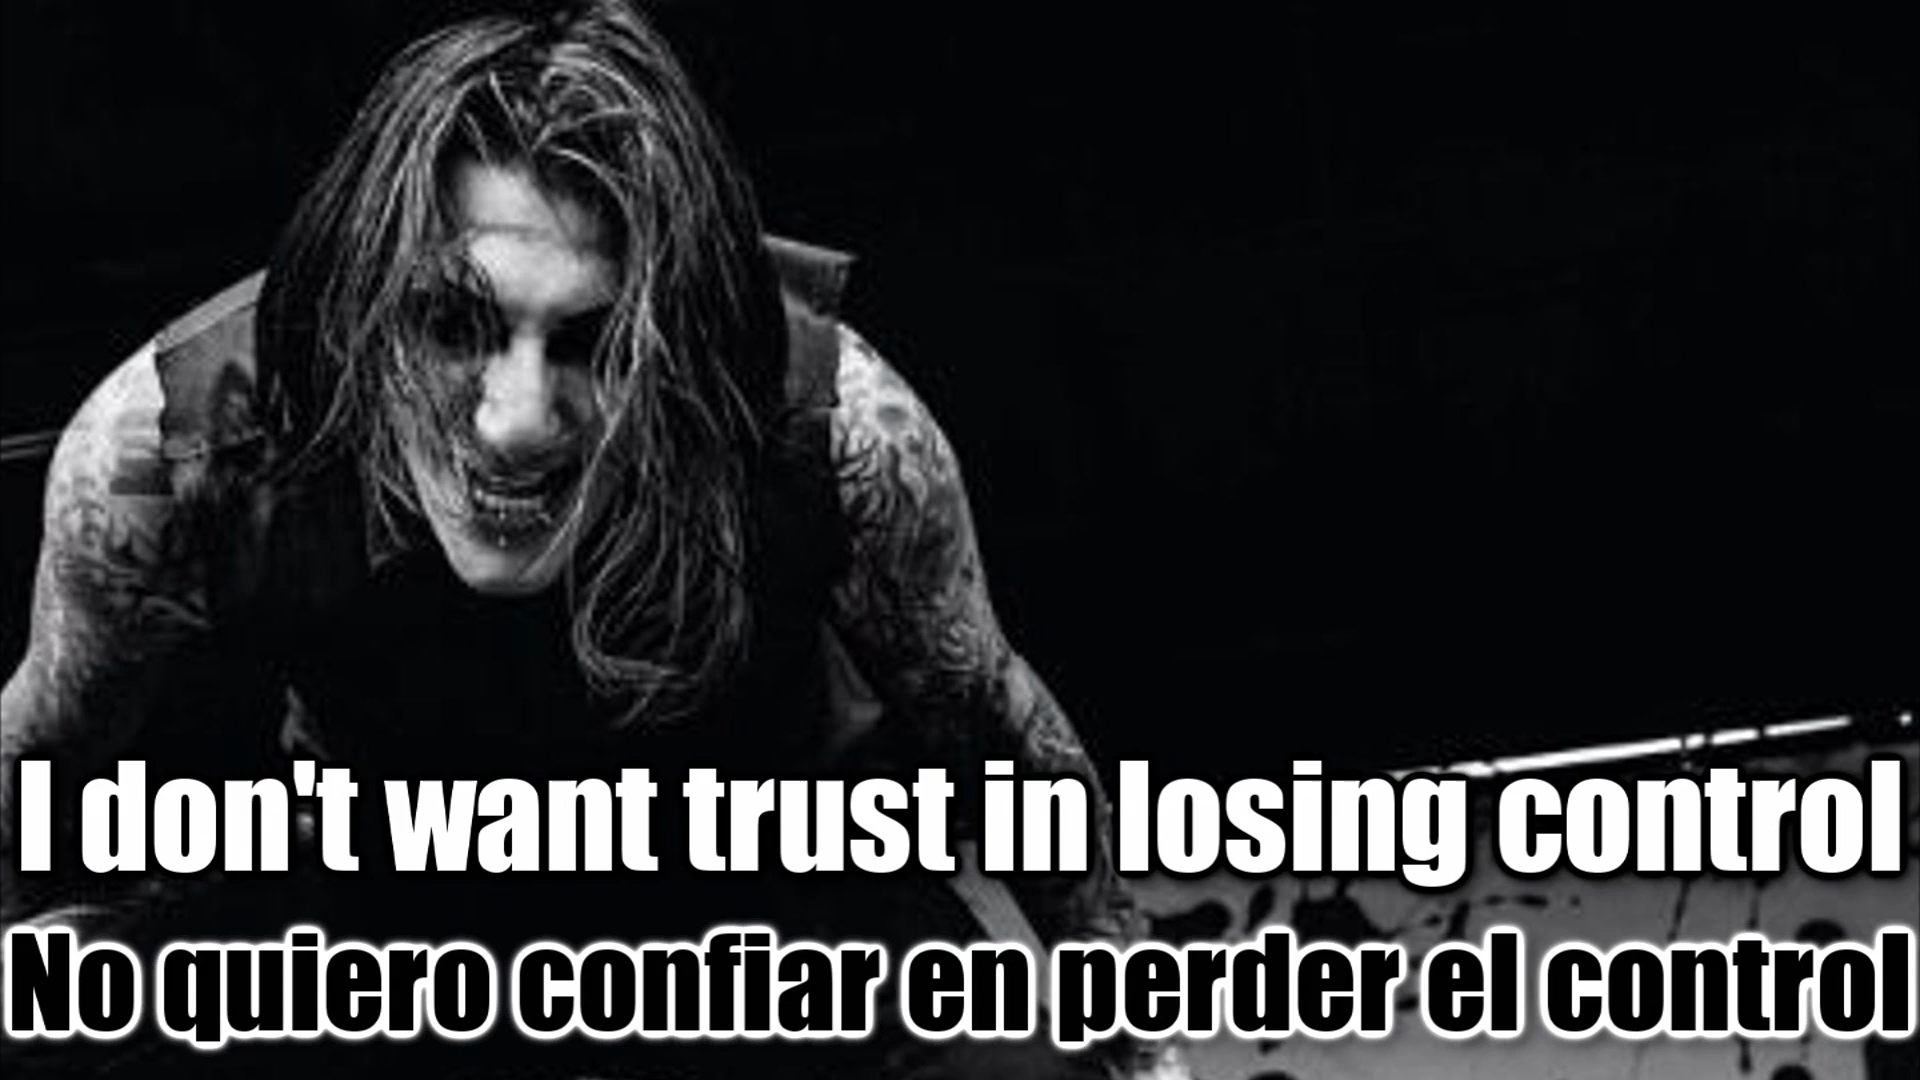 I don't want trust in losing control
No quiero confiar en perder el control